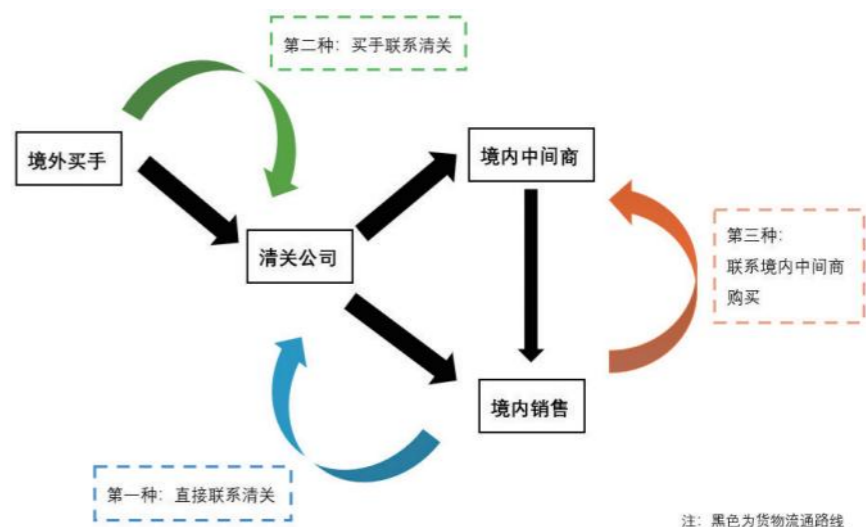 第二种：买手联系清关
境外买手
境内中间商
清关公司
第三种：
联系境内中间商
购买
境内销售
第一种：直接联系清关
注：黑色为货物流通路线